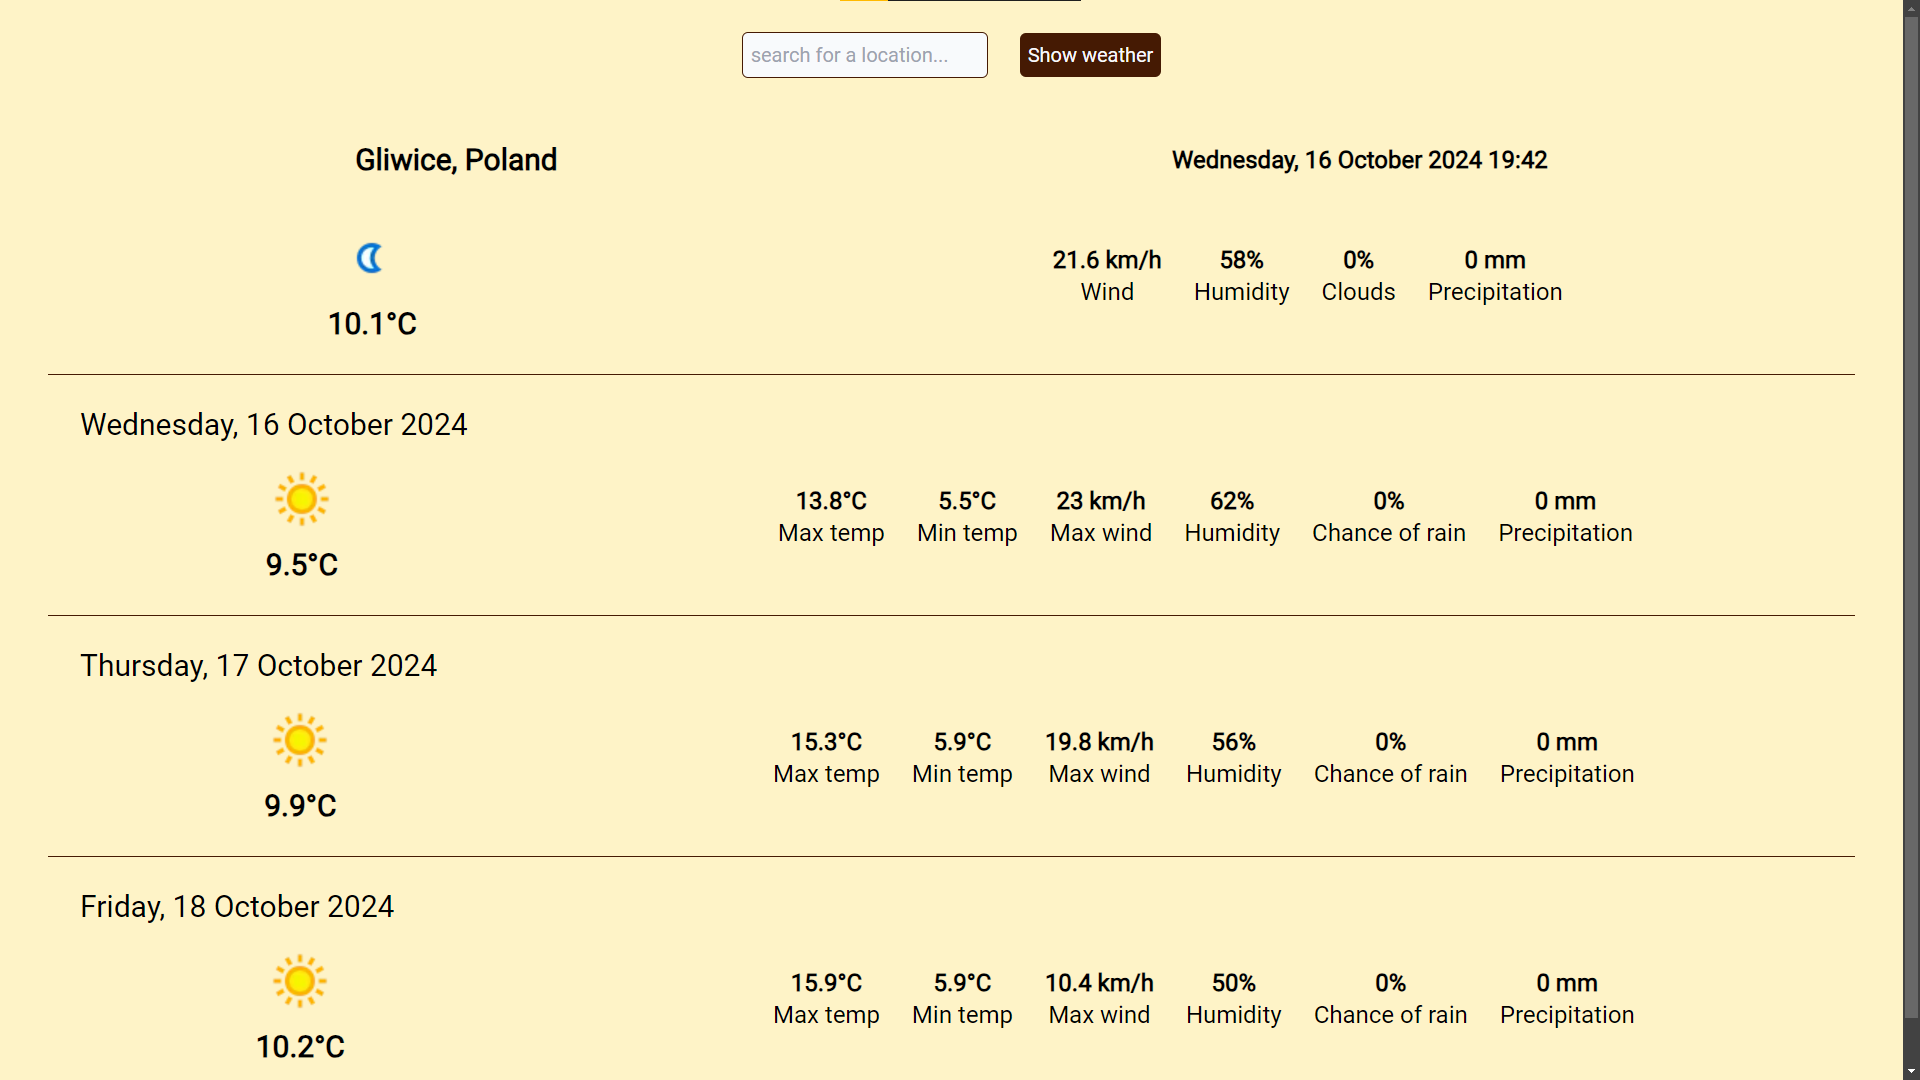 search for a location... Show weather
Gliwice, Poland Wednesday, 16 October 2024 19:42
21.6 km/h 58% 0% 0 mm
Wind Humidity Clouds Precipitation
10.1°C
Wednesday, 16 October 2024
13.8°C 5.5°C 23 km/h 62% 0% 0 mm
Max temp Min temp Max wind Humidity Chance of rain Precipitation
9.5°C
Thursday, 17 October 2024
15.3°C 5.9°C 19.8 km/h 56% 0% 0 mm
Max temp Min temp Max wind Humidity Chance of rain Precipitation
9.9°C
Friday, 18 October 2024
15.9°C 5.9°C 10.4 km/h 50% 0% 0 mm
Max temp Min temp Max wind Humidity Chance of rain Precipitation
10.2°C